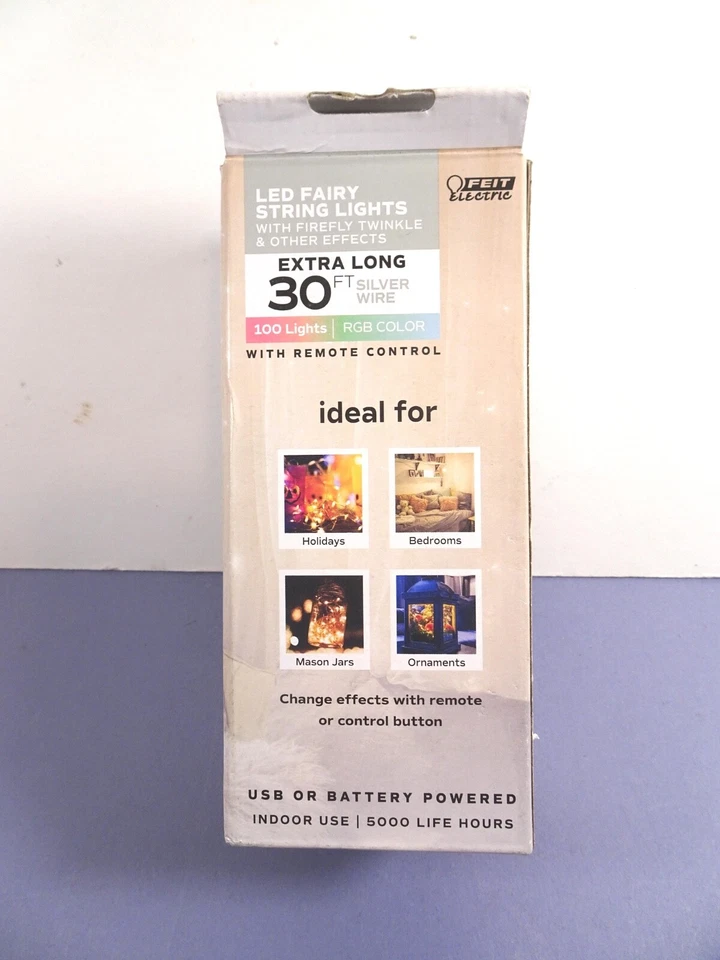 LED FAIRY
STRING LIGHTS
WITH FIREFLY TWINKLE
& OTHER EFFECTS
FEIT
ELECTRIC
EXTRA LONG
30 FT SILVER
WIRE
100 Lights | RGB COLOR
WITH REMOTE CONTROL
ideal for
Holidays
Bedrooms
Mason Jars
Ornaments
Change effects with remote
or control button
USB OR BATTERY POWERED
INDOOR USE | 5000 LIFE HOURS